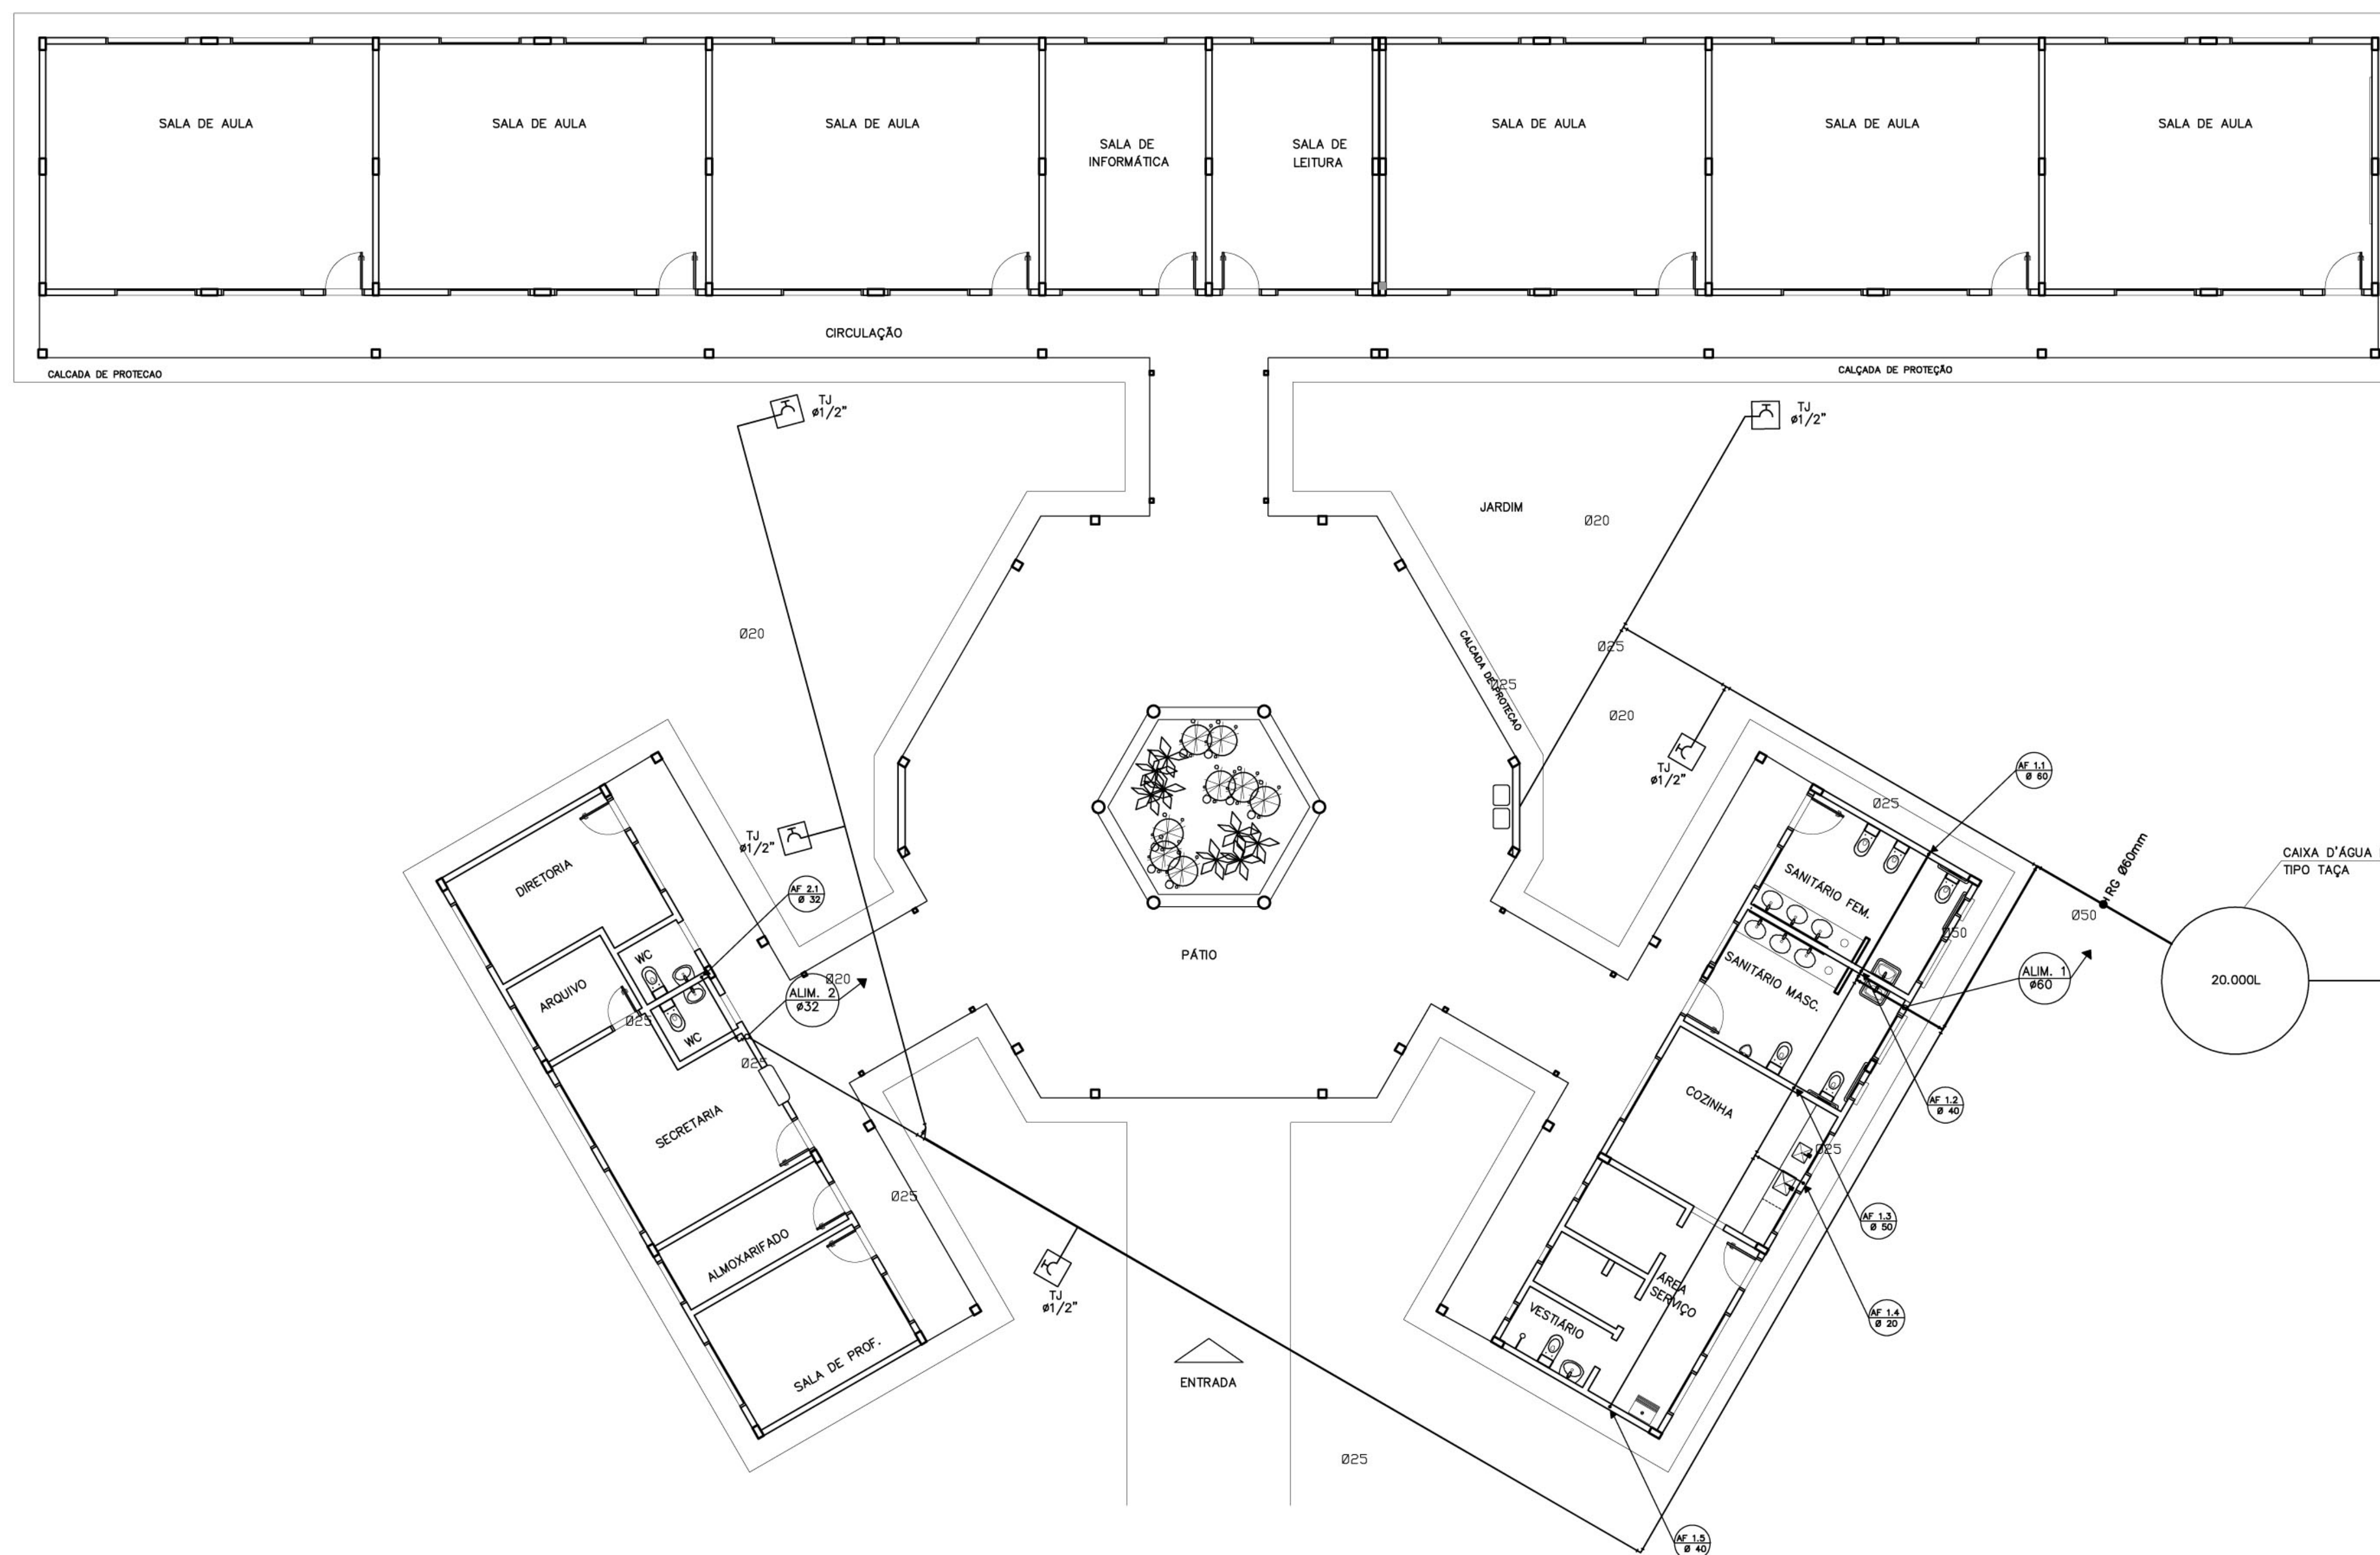 SALA DE AULA
SALA DE AULA
SALA DE AULA
SALA DE
INFORMÁTICA
SALA DE
LEITURA
SALA DE AULA
SALA DE AULA
SALA DE AULA
CIRCULAÇÃO
CALCADA DE PROTECAO
CALÇADA DE PROTEÇÃO
TJ
ø1/2"
TJ
ø1/2"
JARDIM
Ø20
Ø20
Ø25
CALCADA DE PROTECAO
Ø25
Ø20
TJ
ø1/2"
AF 1.1
Ø 60
Ø25
RG Ø60mm
CAIXA D'ÁGUA
TIPO TAÇA
TJ
ø1/2"
DIRETORIA
AF 2.1
Ø 32
SANITÁRIO FEM.
Ø50
Ø50
WC
PÁTIO
SANITÁRIO MASC.
ALIM. 1
ø60
20.000L
ARQUIVO
Ø20
ALIM. 2
ø32
Ø25
WC
Ø25
COZINHA
AF 1.2
Ø 40
SECRETARIA
Ø25
Ø25
AF 1.3
Ø 50
ALMOXARIFADO
TJ
ø1/2"
ÁREA
SERVIÇO
VESTIÁRIO
AF 1.4
Ø 20
SALA DE PROF.
ENTRADA
Ø25
AF 1.5
Ø 40